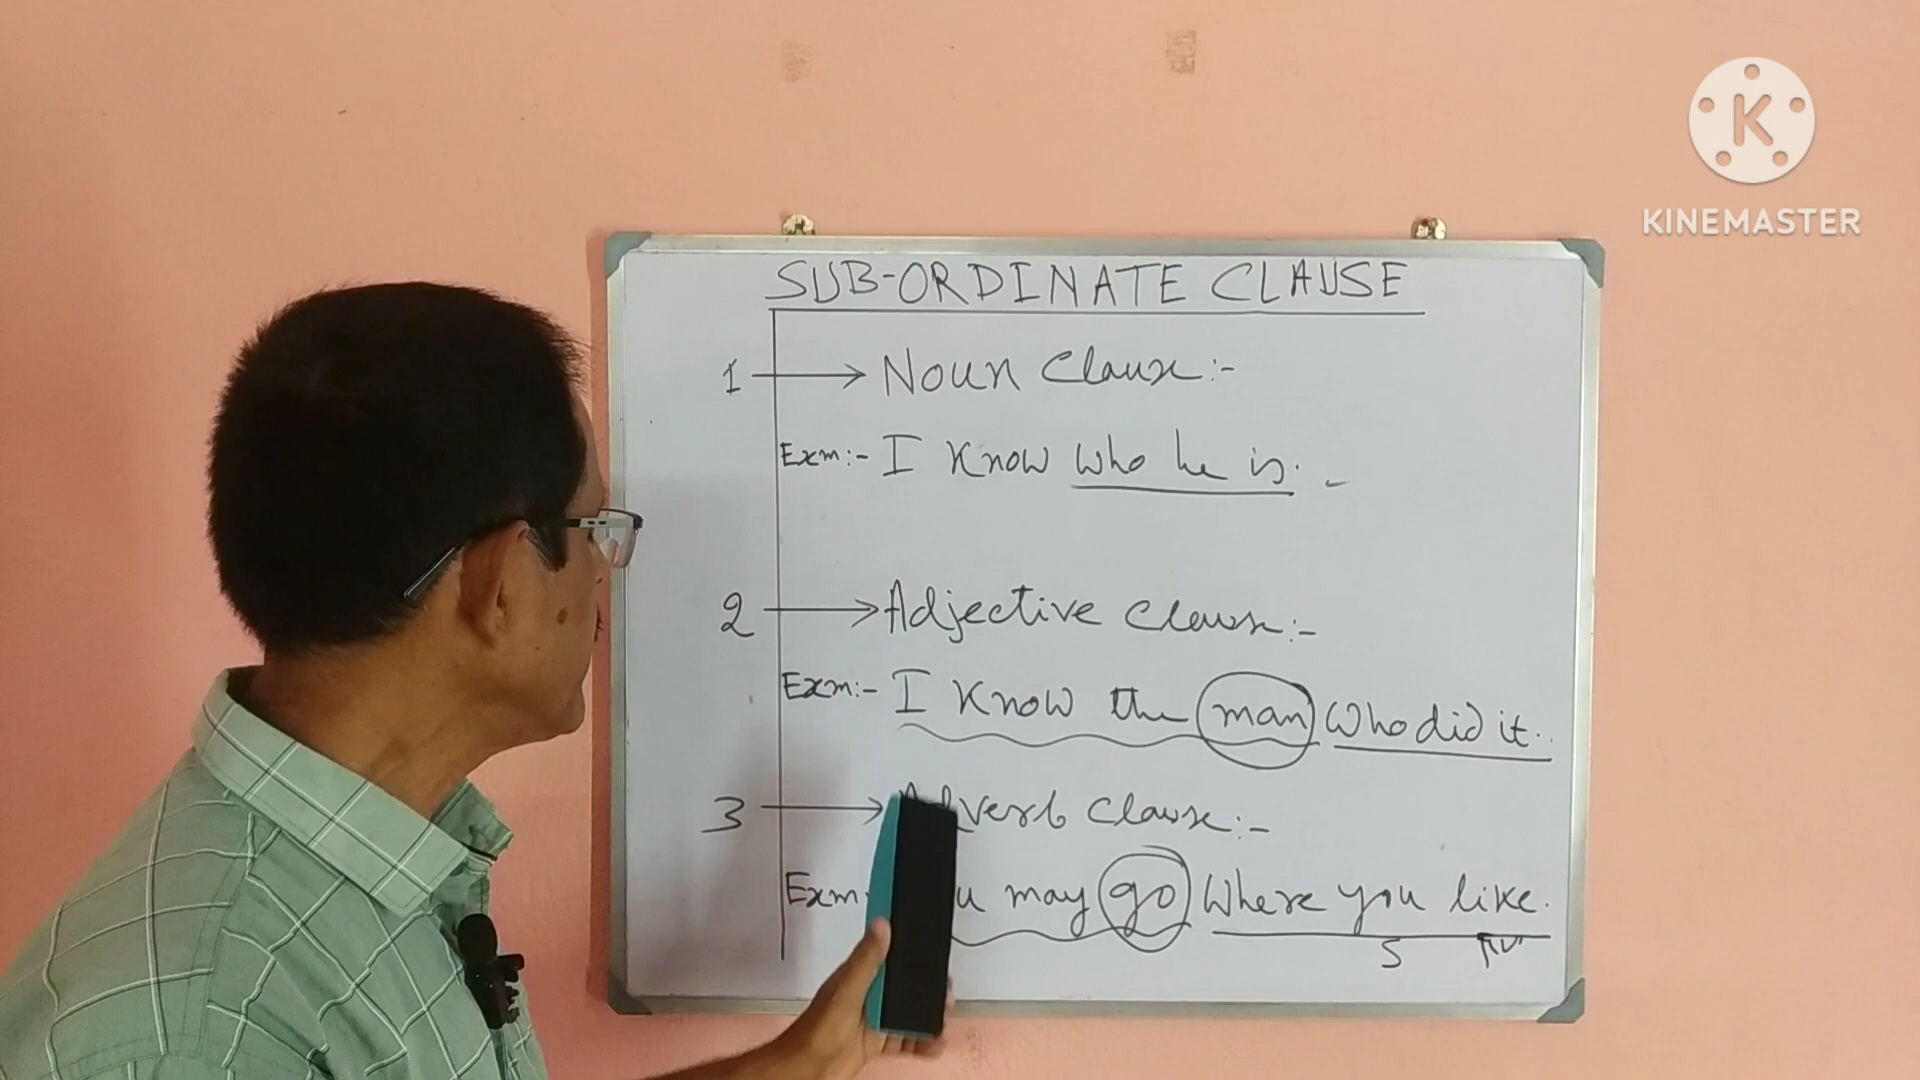 KINEMASTER
SUB-ORDINATE CLAUSE
1 → Noun Clause:-
Exm:- I know who he is.
2 → Adjective Clause:-
Exm:- I know the man who did it.
3 → Adverb Clause:-
Exm may go where you like.
S